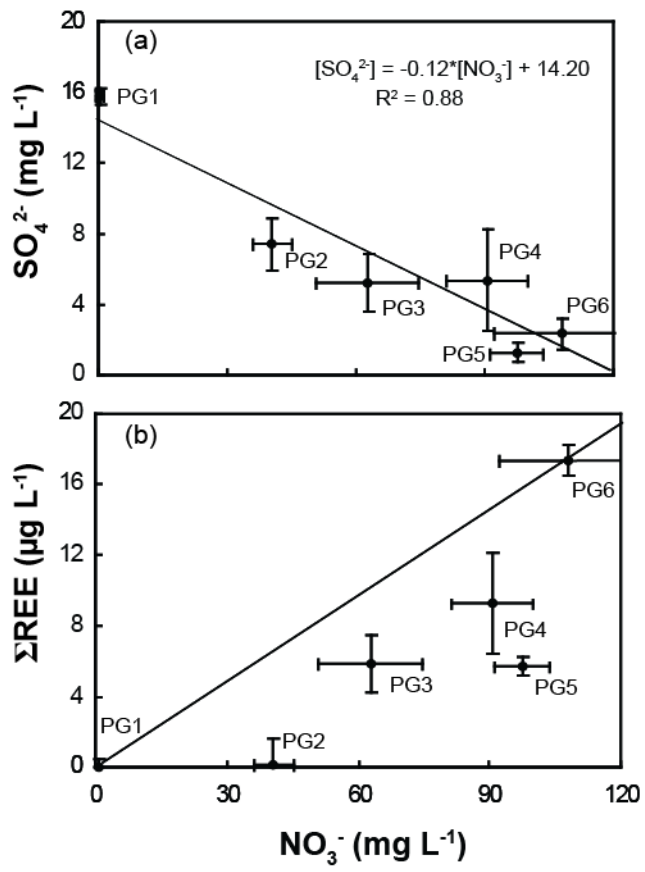 (a)
[SO₄²⁻] = -0.12*[NO₃⁻] + 14.20
R² = 0.88
SO₄²⁻ (mg L⁻¹)
20
16
12
8
4
0
PG1
PG2
PG3
PG4
PG5
PG6
(b)
ΣREE (µg L⁻¹)
20
16
12
8
4
0
PG1
PG2
PG3
PG4
PG5
PG6
0
30
60
90
120
NO₃⁻ (mg L⁻¹)